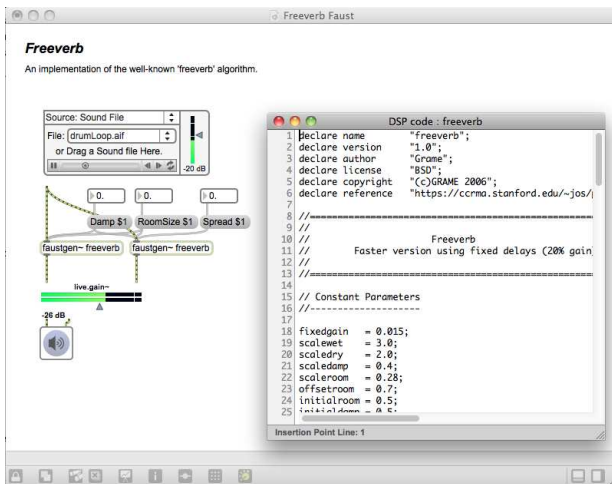 Freeverb Faust
Freeverb
An implementation of the well-known 'freeverb' algorithm.
Source: Sound File
File: drumLoop.aif
or Drag a Sound file Here.
-20 dB
0. 0. 0.
Damp $1 RoomSize $1 Spread $1
faustgen~ freeverb faustgen~ freeverb
live.gain~
-26 dB
DSP code : freeverb
1 declare name "freeverb";
2 declare version "1.0";
3 declare author "Grame";
4 declare license "BSD";
5 declare copyright "(c)GRAME 2006";
6 declare reference "https://ccrma.stanford.edu/~jos/
7
8 //======================================================
9 //
10 // Freeverb
11 // Faster version using fixed delays (20% gain)
12 //
13 //======================================================
14
15 // Constant Parameters
16 //--------------------
17
18 fixedgain = 0.015;
19 scalewet = 3.0;
20 scaledry = 2.0;
21 scaledamp = 0.4;
22 scaleroom = 0.28;
23 offsetroom = 0.7;
24 initialroom = 0.5;
25 initialdamp = 0.5;
Insertion Point Line: 1